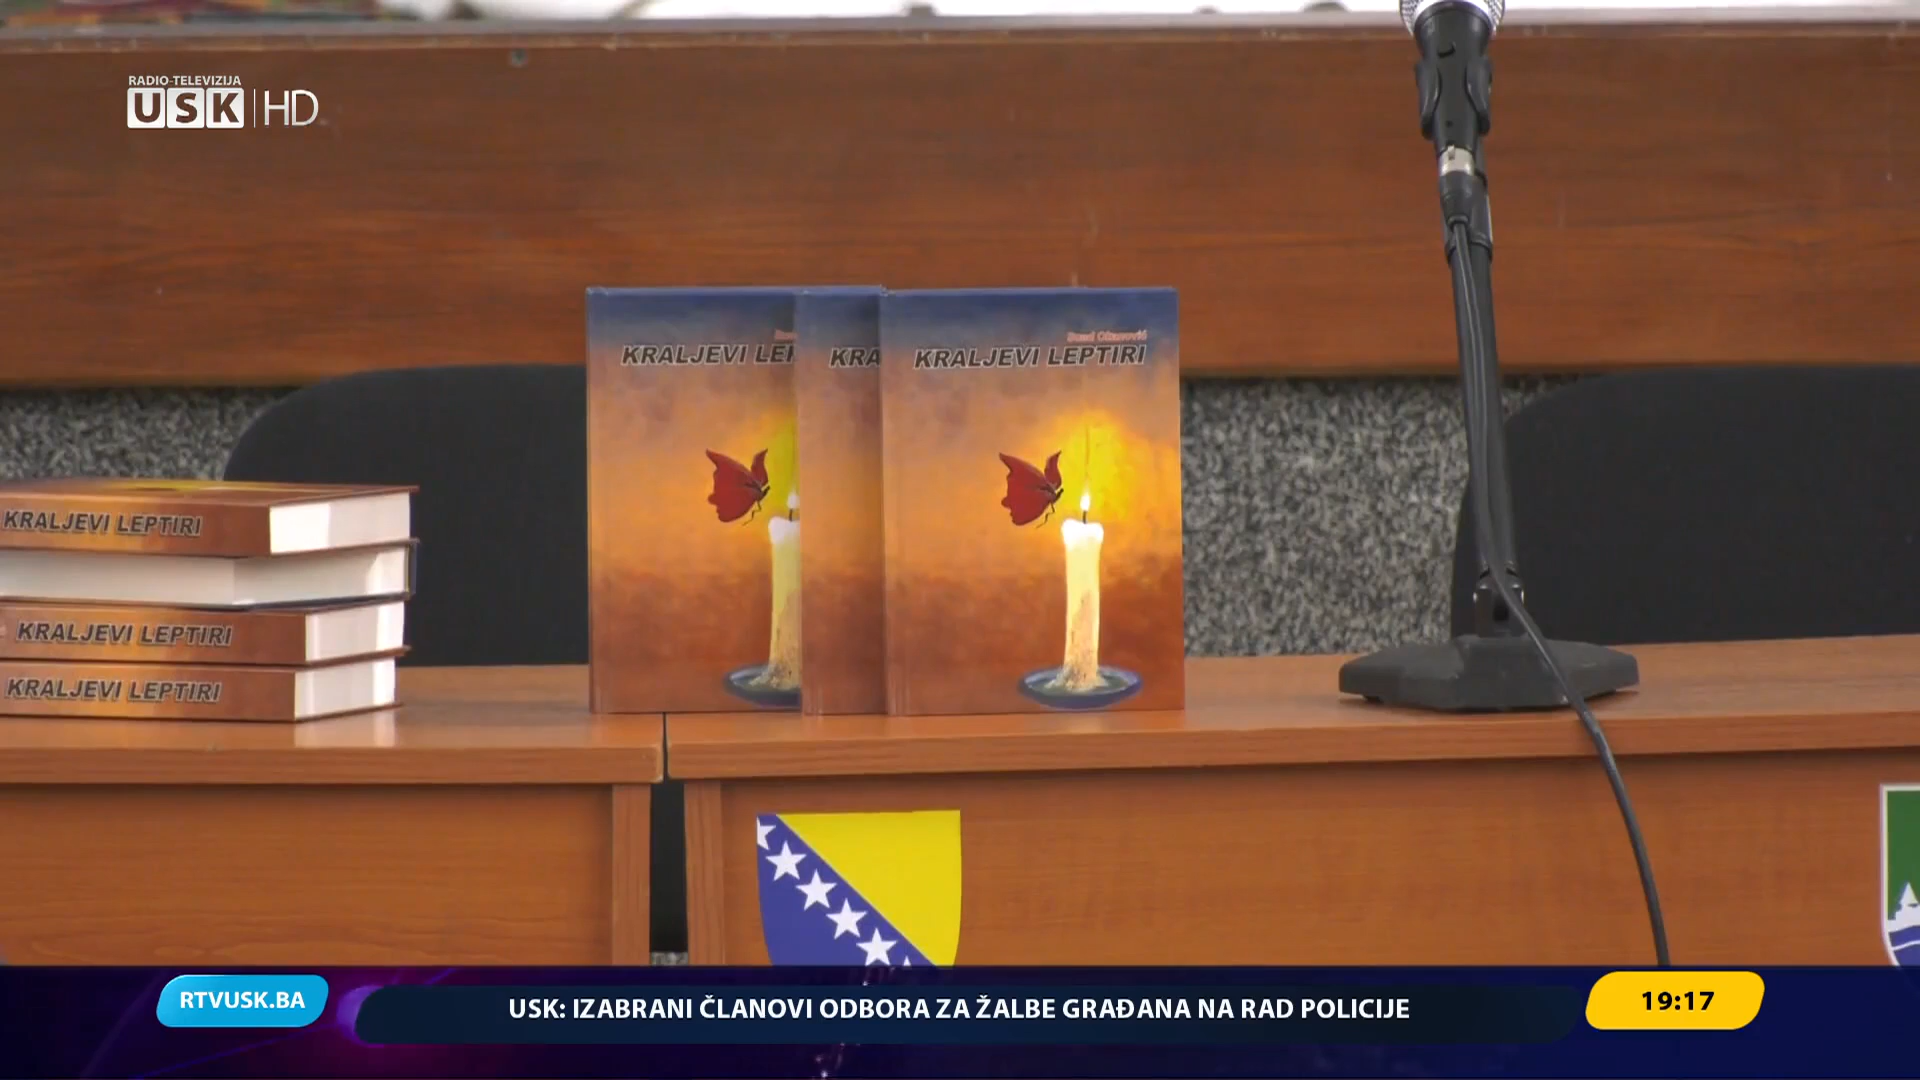 RADIO-TELEVIZIJA
USK HD
KRALJEVI LEPTIRI
KRALJEVI LEPTIRI
KRALJEVI LEPTIRI
KRALJEVI LEP
KRA
KRALJEVI LEPTIRI
RTVUSK.BA
USK: IZABRANI ČLANOVI ODBORA ZA ŽALBE GRAĐANA NA RAD POLICIJE
19:17